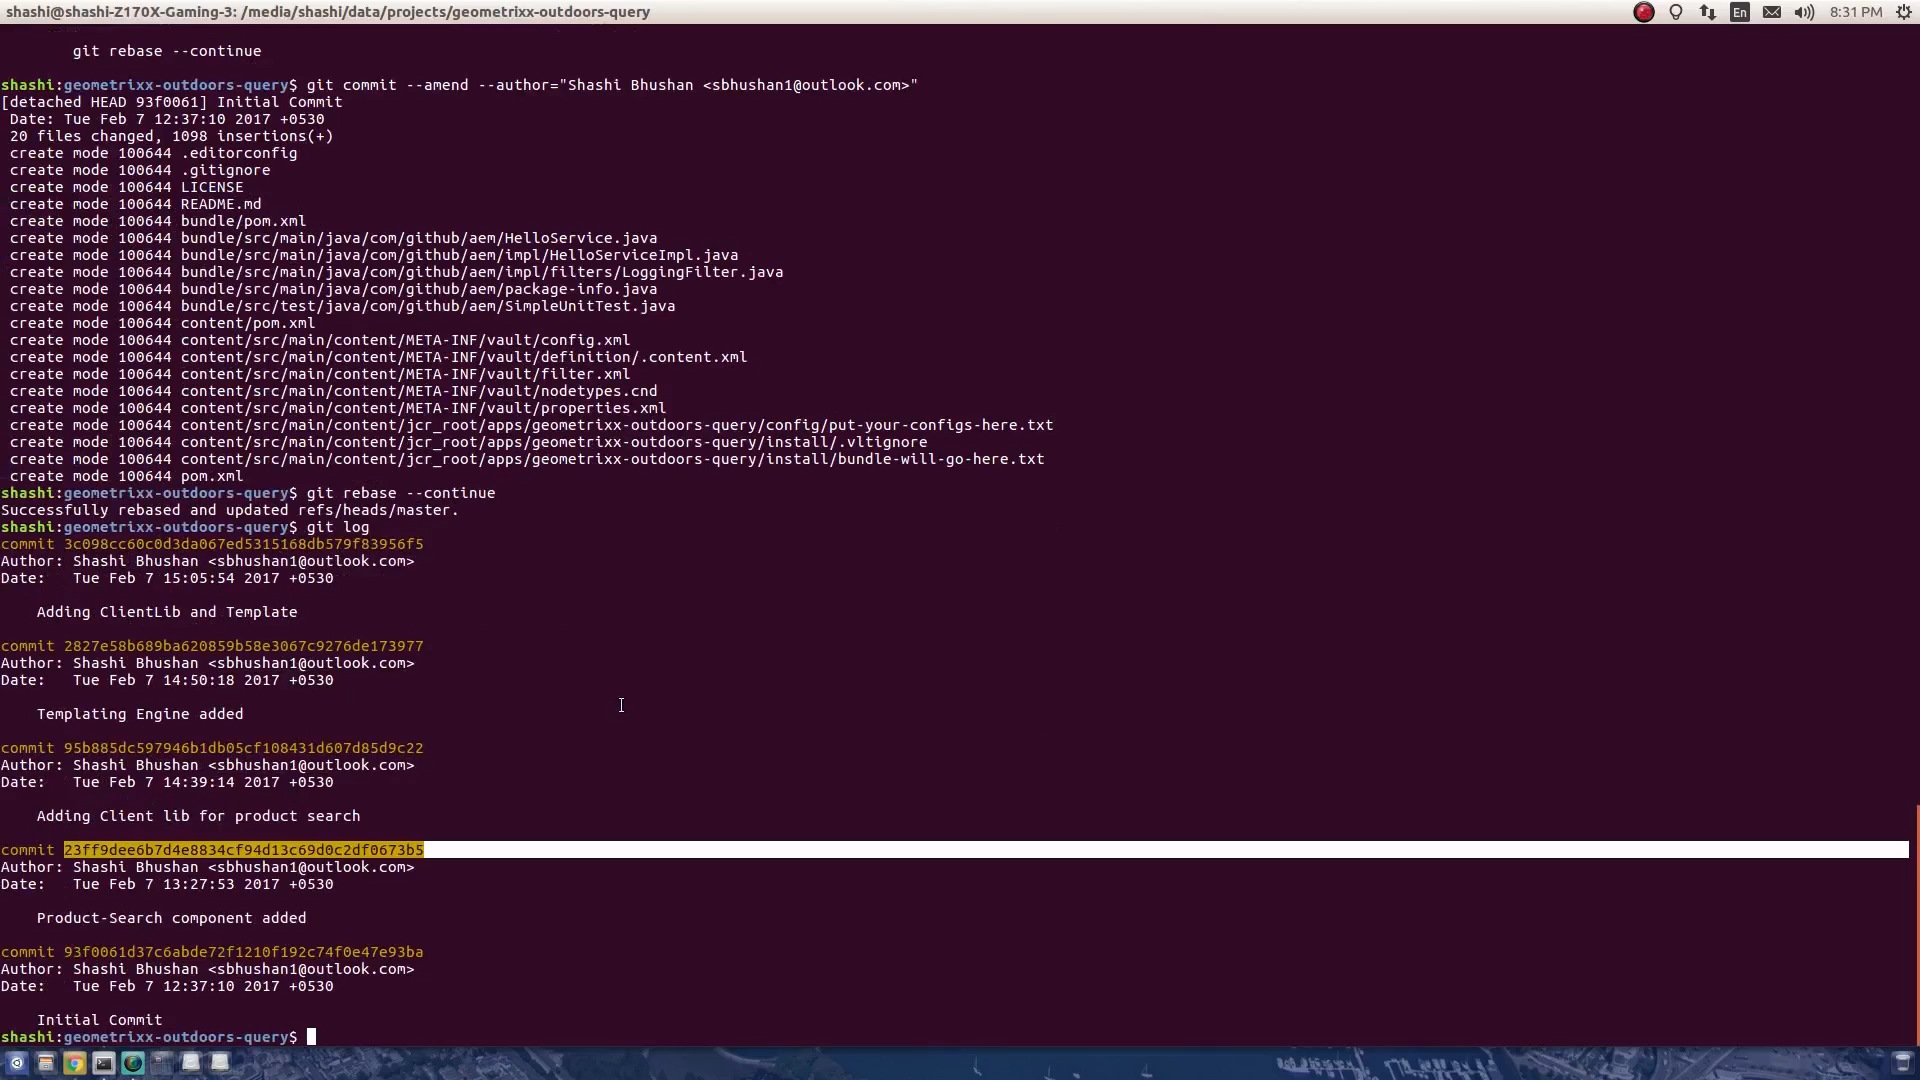 shashi@shashi-Z170X-Gaming-3: /media/shashi/data/projects/geometrixx-outdoors-query
En
8:31 PM
git rebase --continue
shashi:geometrixx-outdoors-query$ git commit --amend --author="Shashi Bhushan <sbhushan1@outlook.com>"
[detached HEAD 93f0061] Initial Commit
Date: Tue Feb 7 12:37:10 2017 +0530
20 files changed, 1098 insertions(+)
create mode 100644 .editorconfig
create mode 100644 .gitignore
create mode 100644 LICENSE
create mode 100644 README.md
create mode 100644 bundle/pom.xml
create mode 100644 bundle/src/main/java/com/github/aem/HelloService.java
create mode 100644 bundle/src/main/java/com/github/aem/impl/HelloServiceImpl.java
create mode 100644 bundle/src/main/java/com/github/aem/impl/filters/LoggingFilter.java
create mode 100644 bundle/src/main/java/com/github/aem/package-info.java
create mode 100644 bundle/src/test/java/com/github/aem/SimpleUnitTest.java
create mode 100644 content/pom.xml
create mode 100644 content/src/main/content/META-INF/vault/config.xml
create mode 100644 content/src/main/content/META-INF/vault/definition/.content.xml
create mode 100644 content/src/main/content/META-INF/vault/filter.xml
create mode 100644 content/src/main/content/META-INF/vault/nodetypes.cnd
create mode 100644 content/src/main/content/META-INF/vault/properties.xml
create mode 100644 content/src/main/content/jcr_root/apps/geometrixx-outdoors-query/config/put-your-configs-here.txt
create mode 100644 content/src/main/content/jcr_root/apps/geometrixx-outdoors-query/install/.vltignore
create mode 100644 content/src/main/content/jcr_root/apps/geometrixx-outdoors-query/install/bundle-will-go-here.txt
create mode 100644 pom.xml
shashi:geometrixx-outdoors-query$ git rebase --continue
Successfully rebased and updated refs/heads/master.
shashi:geometrixx-outdoors-query$ git log
commit 3c098cc60c0d3da067ed5315168db579f83956f5
Author: Shashi Bhushan <sbhushan1@outlook.com>
Date:   Tue Feb 7 15:05:54 2017 +0530
Adding ClientLib and Template
commit 2827e58b689ba620859b58e3067c9276de173977
Author: Shashi Bhushan <sbhushan1@outlook.com>
Date:   Tue Feb 7 14:50:18 2017 +0530
Templating Engine added
commit 95b885dc597946b1db05cf108431d607d85d9c22
Author: Shashi Bhushan <sbhushan1@outlook.com>
Date:   Tue Feb 7 14:39:14 2017 +0530
Adding Client lib for product search
commit 23ff9dee6b7d4e8834cf94d13c69d0c2df0673b5
Author: Shashi Bhushan <sbhushan1@outlook.com>
Date:   Tue Feb 7 13:27:53 2017 +0530
Product-Search component added
commit 93f0061d37c6abde72f1210f192c74f0e47e93ba
Author: Shashi Bhushan <sbhushan1@outlook.com>
Date:   Tue Feb 7 12:37:10 2017 +0530
Initial Commit
shashi:geometrixx-outdoors-query$